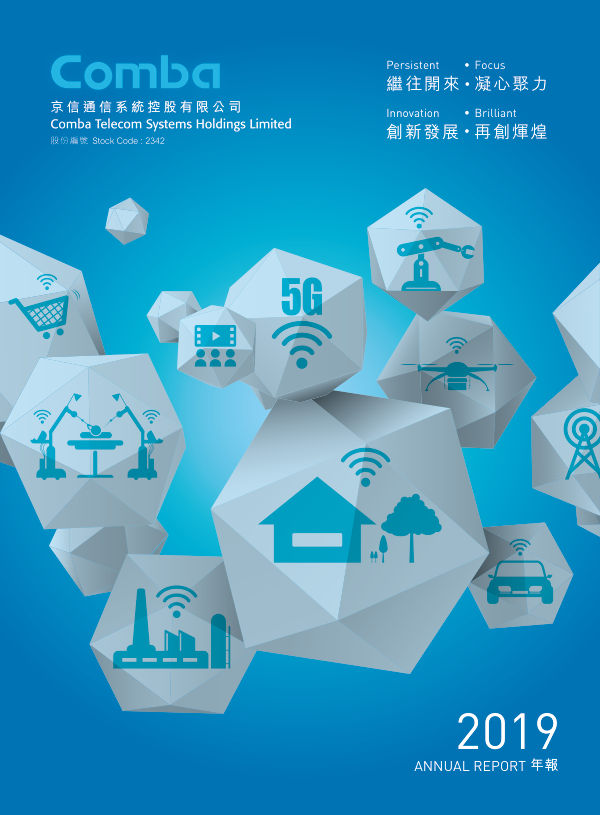 Comba
京信通信系統控股有限公司
Comba Telecom Systems Holdings Limited
股份編號 Stock Code : 2342
Persistent • Focus
繼往開來 • 凝心聚力
Innovation • Brilliant
創新發展 • 再創輝煌
5G
2019
ANNUAL REPORT 年報